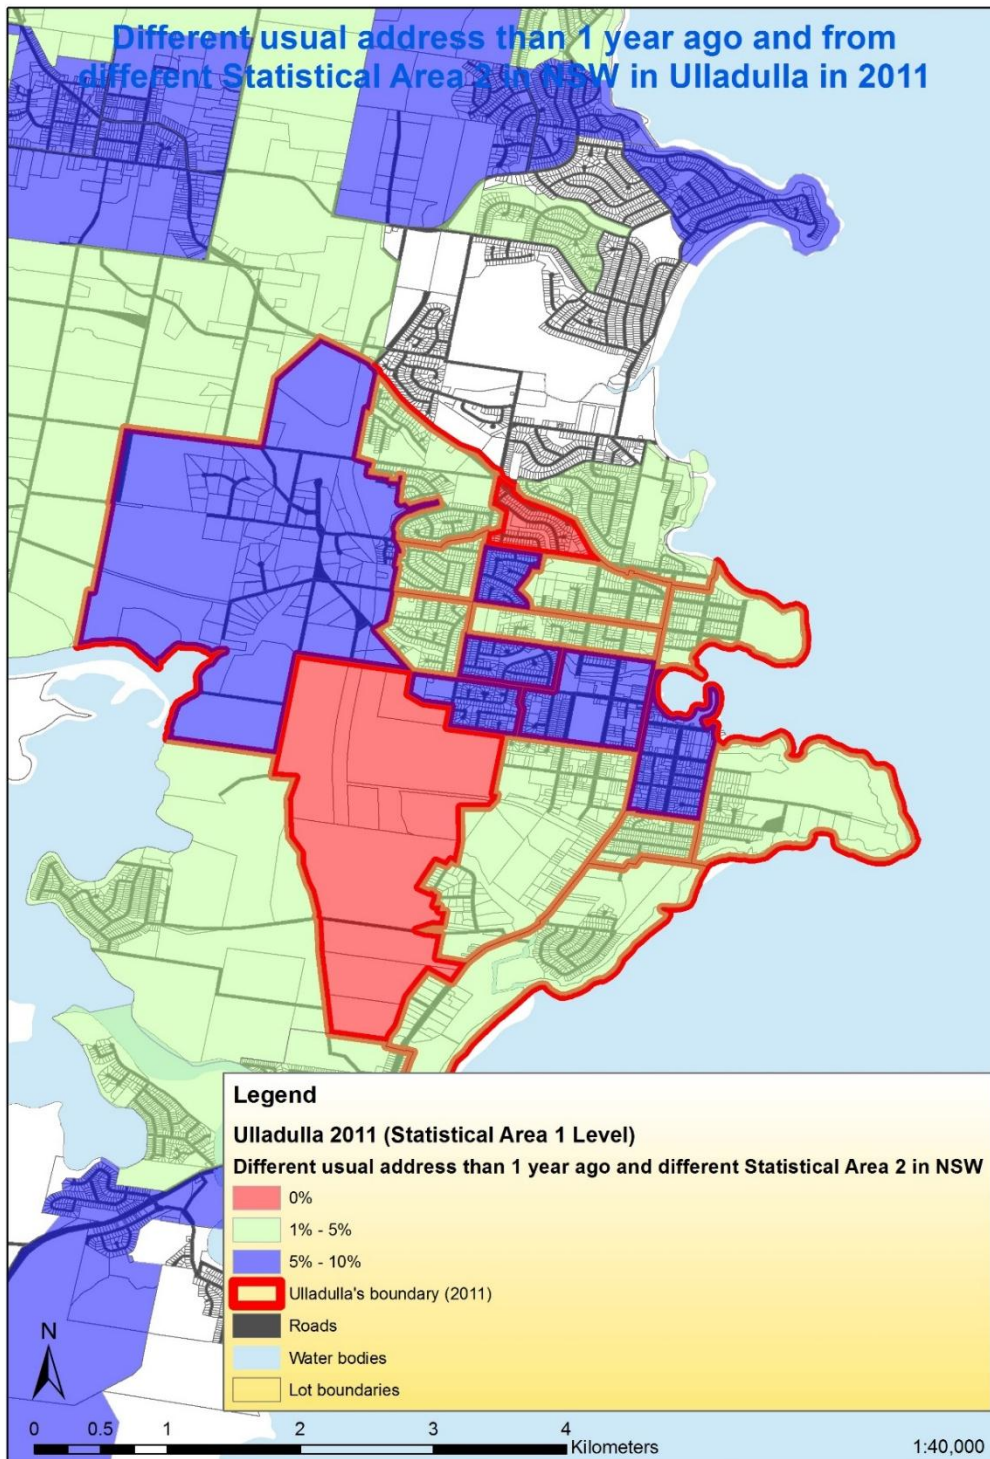 Different usual address than 1 year ago and from
different Statistical Area 2 in NSW in Ulladulla in 2011
Legend
Ulladulla 2011 (Statistical Area 1 Level)
Different usual address than 1 year ago and different Statistical Area 2 in NSW
0%
1% - 5%
5% - 10%
Ulladulla's boundary (2011)
Roads
Water bodies
Lot boundaries
N
0 0.5 1 2 3 4
Kilometers
1:40,000